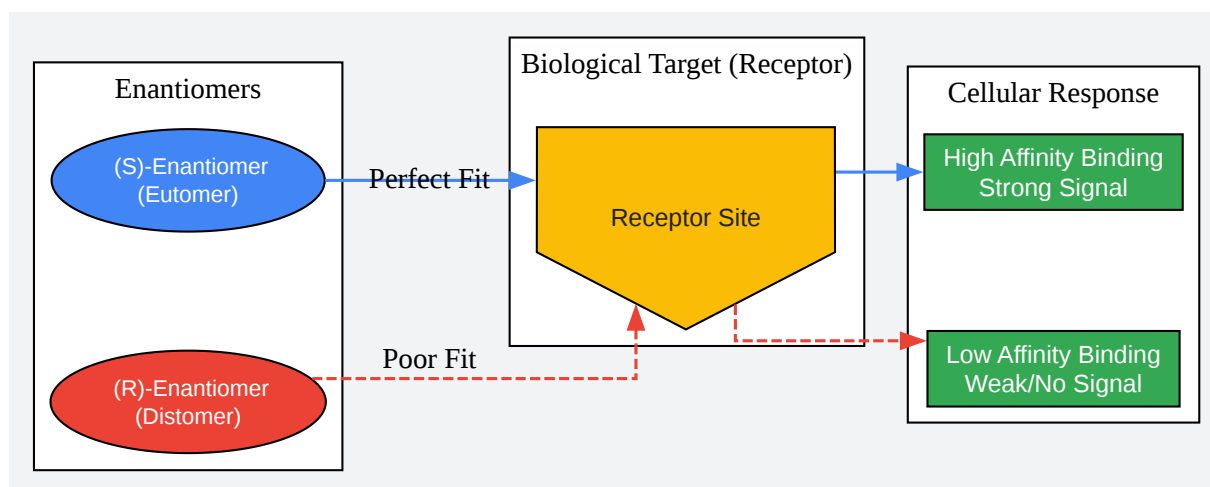 Enantiomers
(S)-Enantiomer
(Eutomer)
(R)-Enantiomer
(Distomer)
Perfect Fit
Poor Fit
Biological Target (Receptor)
Receptor Site
Cellular Response
High Affinity Binding
Strong Signal
Low Affinity Binding
Weak/No Signal